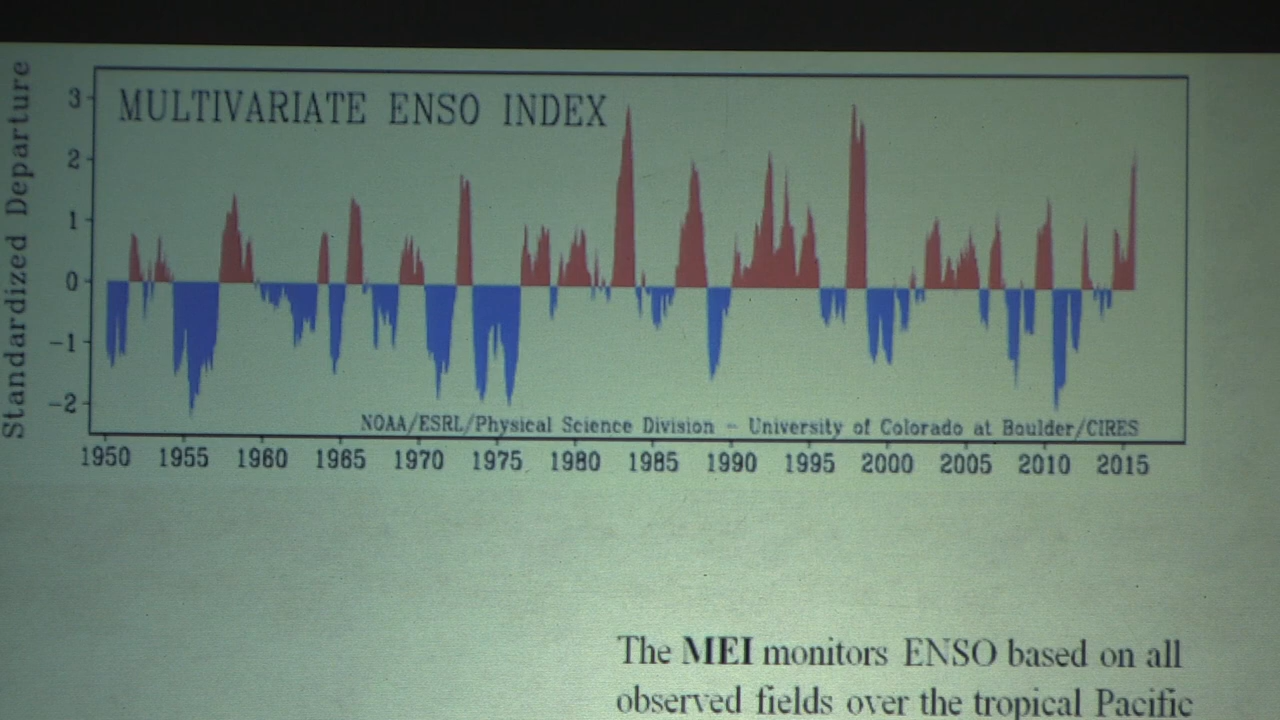 Standardized Departure
MULTIVARIATE ENSO INDEX
3
2
1
0
-1
-2
NOAA/ESRL/Physical Science Division - University of Colorado at Boulder/CIRES
1950 1955 1960 1965 1970 1975 1980 1985 1990 1995 2000 2005 2010 2015
The MEI monitors ENSO based on all
observed fields over the tropical Pacific